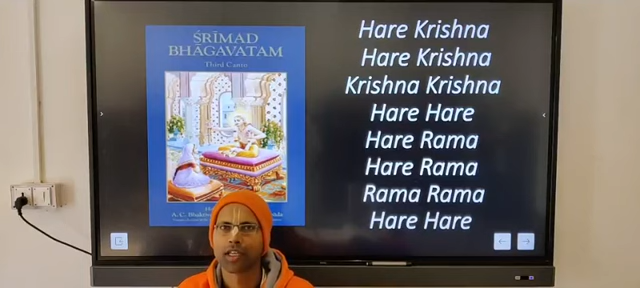 ŚRĪMAD
BHĀGAVATAM
Third Canto
A. C.
Hare Krishna
Hare Krishna
Krishna Krishna
Hare Hare
Hare Rama
Hare Rama
Rama Rama
Hare Hare